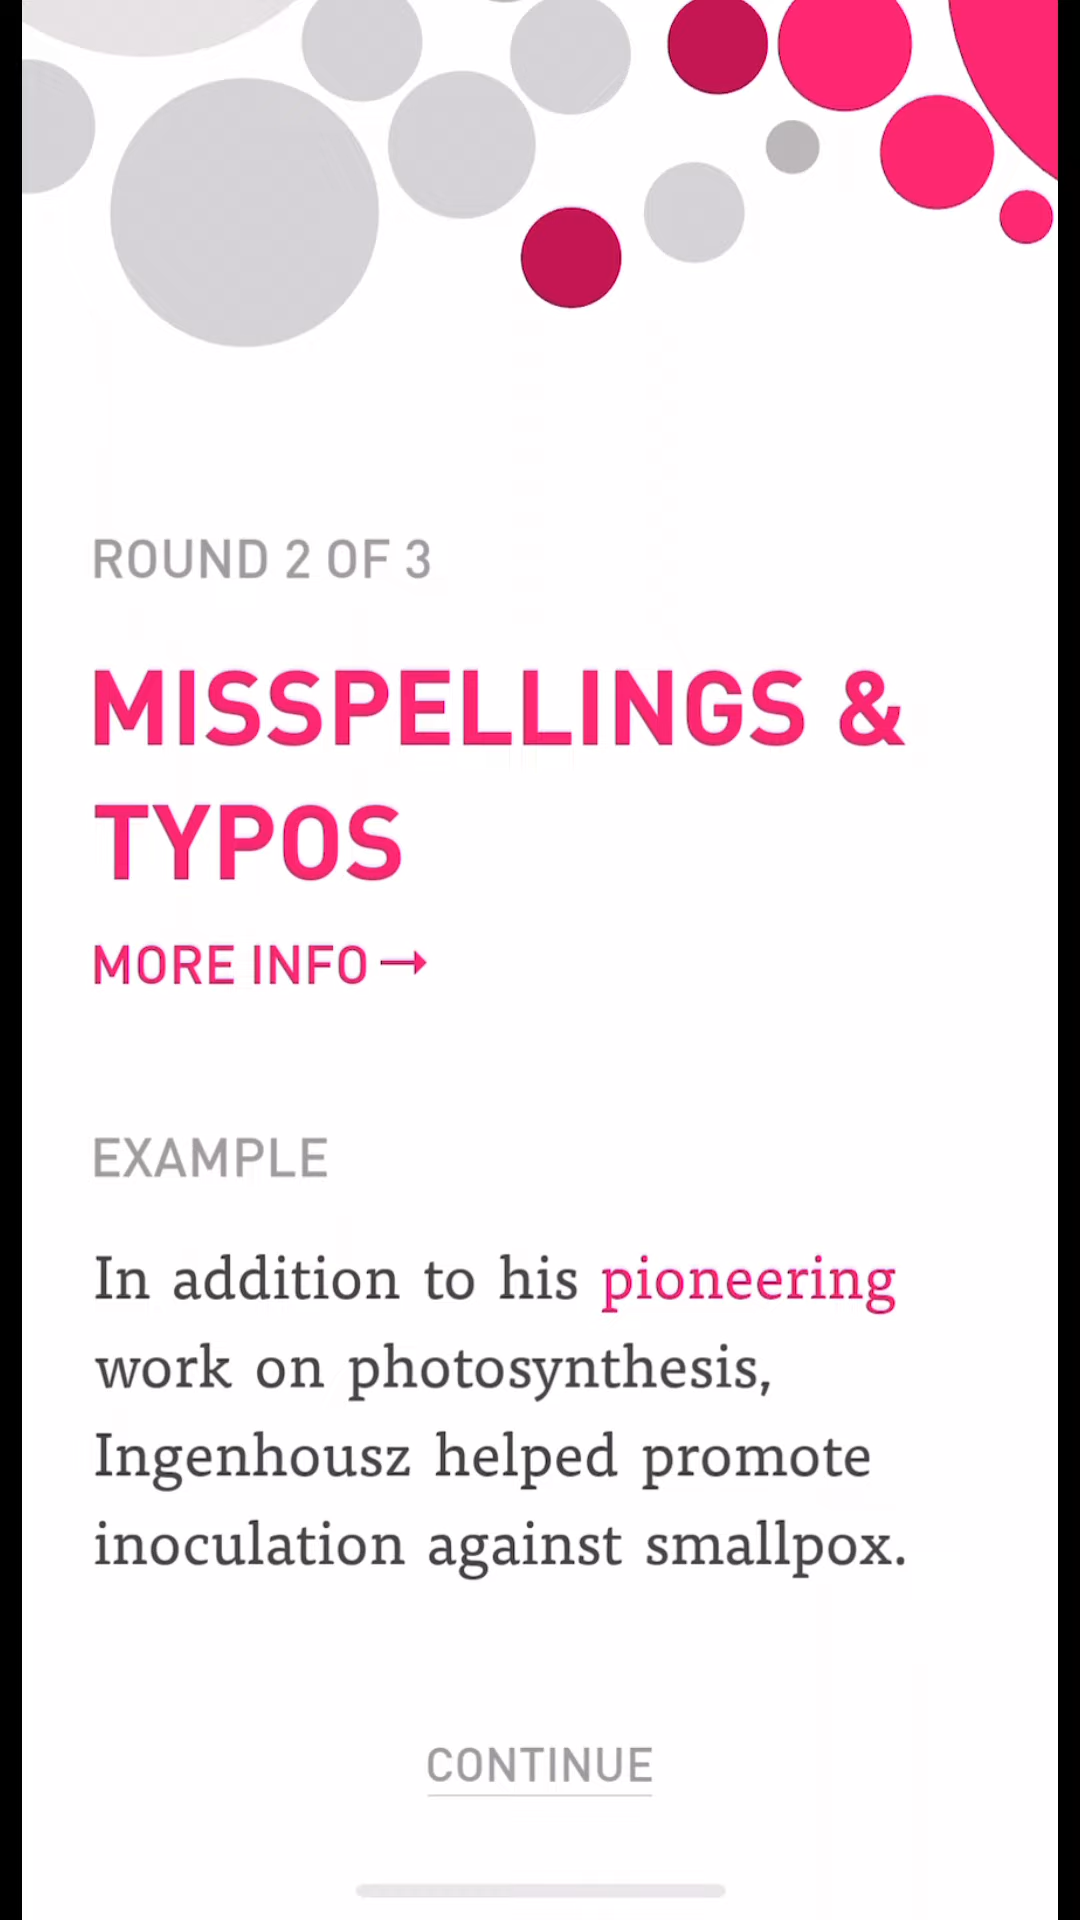 ROUND 2 OF 3
MISSPELLINGS &
TYPOS
MORE INFO →
EXAMPLE
In addition to his pioneering
work on photosynthesis,
Ingenhousz helped promote
inoculation against smallpox.
CONTINUE